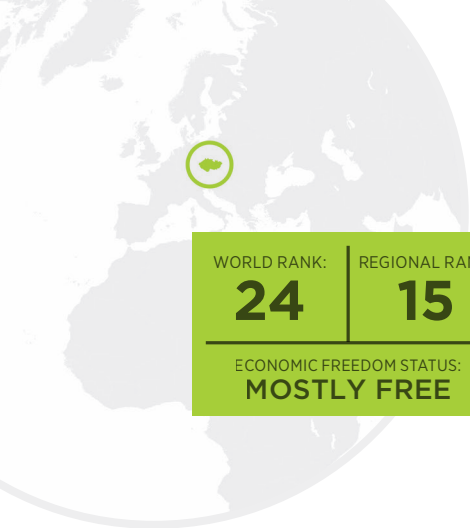 WORLD RANK:
24
REGIONAL RAN
15
ECONOMIC FREEDOM STATUS:
MOSTLY FREE